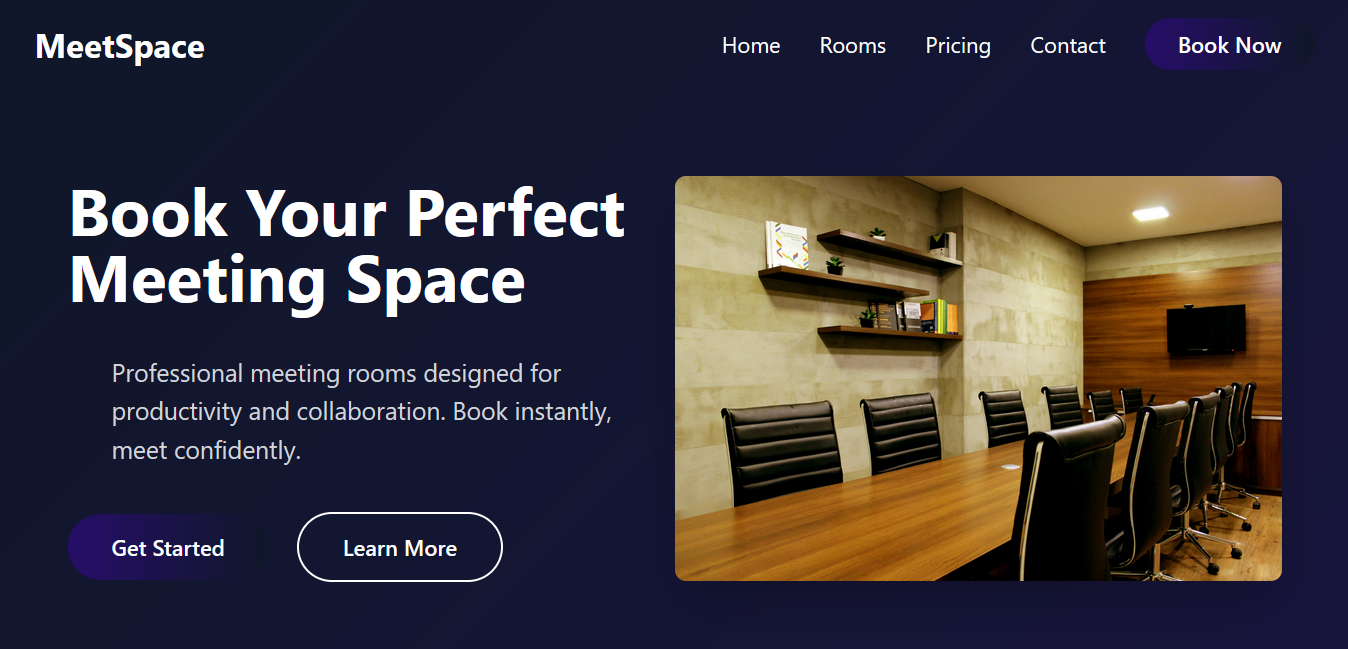 MeetSpace
Home
Rooms
Pricing
Contact
Book Now
Book Your Perfect
Meeting Space
Professional meeting rooms designed for
productivity and collaboration. Book instantly,
meet confidently.
Get Started
Learn More